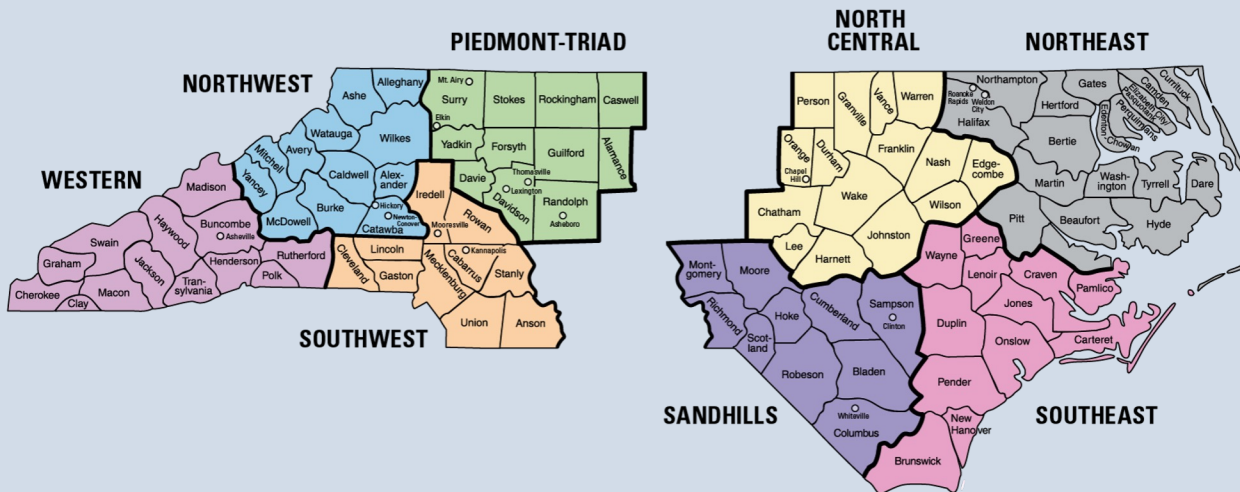 WESTERN
Madison
Haywood
Buncombe
Asheville
Swain
Graham
Jackson
Henderson
Rutherford
Polk
Tran-
sylvania
Macon
Cherokee
Clay
NORTHWEST
Ashe
Alleghany
Watauga
Wilkes
Avery
Mitchell
Yancey
Caldwell
Alex-
ander
Burke
McDowell
Hickory
Newton-
Conover
Catawba
PIEDMONT-TRIAD
Mt. Airy
Surry
Elkin
Stokes
Rockingham
Caswell
Yadkin
Forsyth
Guilford
Alamance
Davie
Thomasville
Lexington
Davidson
Randolph
Asheboro
SOUTHWEST
Iredell
Mooresville
Rowan
Cleveland
Lincoln
Gaston
Mecklenburg
Cabarrus
Kannapolis
Stanly
Union
Anson
NORTH
CENTRAL
Person
Granville
Vance
Warren
Orange
Chapel
Hill
Durham
Franklin
Nash
Edge-
combe
Wake
Wilson
Chatham
Lee
Harnett
Johnston
NORTHEAST
Northampton
Roanoke
Rapids
Weldon
City
Halifax
Gates
Hertford
Camden
Currituck
Elizabeth
City
Pasquotank
Perquimans
Edenton-Chowan
Bertie
Martin
Wash-
ington
Tyrrell
Dare
Pitt
Beaufort
Hyde
SANDHILLS
Mont-
gomery
Moore
Richmond
Scot-
land
Hoke
Cumberland
Sampson
Clinton
Robeson
Bladen
Whiteville
Columbus
SOUTHEAST
Wayne
Greene
Lenoir
Craven
Pamlico
Jones
Duplin
Onslow
Carteret
Pender
New
Hanover
Brunswick